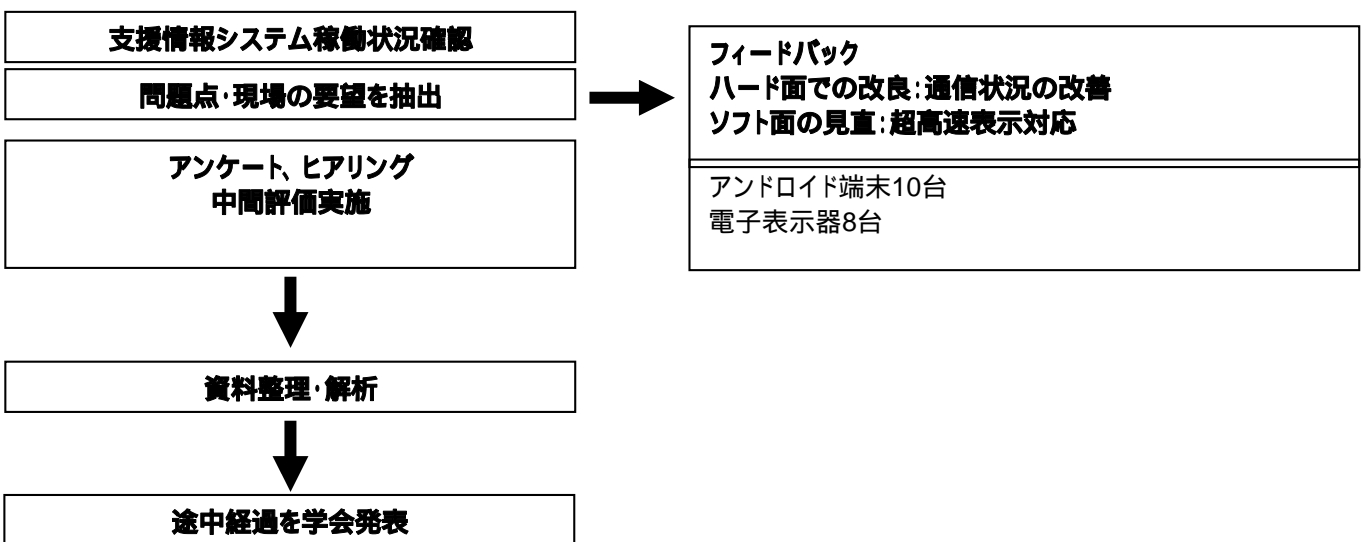 支援情報システム稼働状況確認
問題点・現場の要望を抽出
アンケート、ヒアリング
中間評価実施
資料整理・解析
途中経過を学会発表
フィードバック
ハード面での改良:通信状況の改善
ソフト面の見直:超高速表示対応
アンドロイド端末10台
電子表示器8台